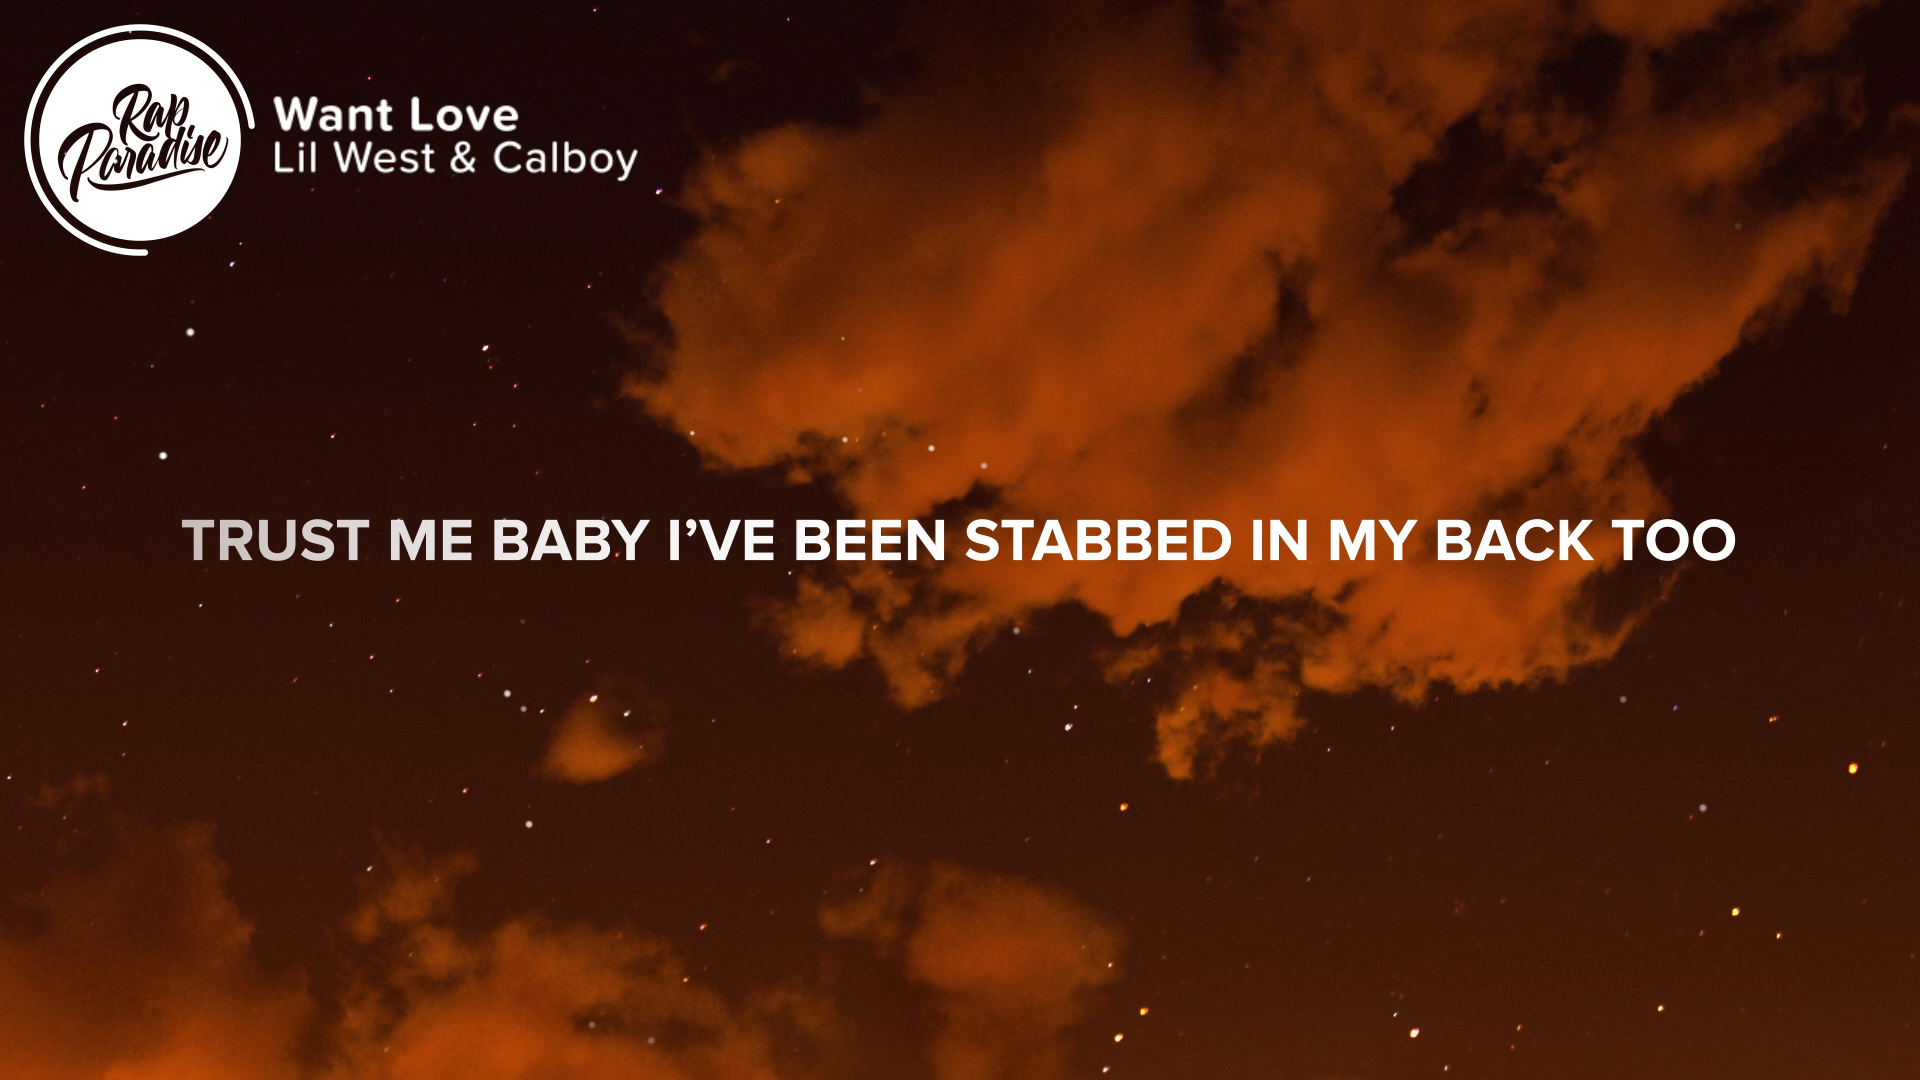 Rap
Paradise
Want Love
Lil West & Calboy
TRUST ME BABY I’VE BEEN STABBED IN MY BACK TOO